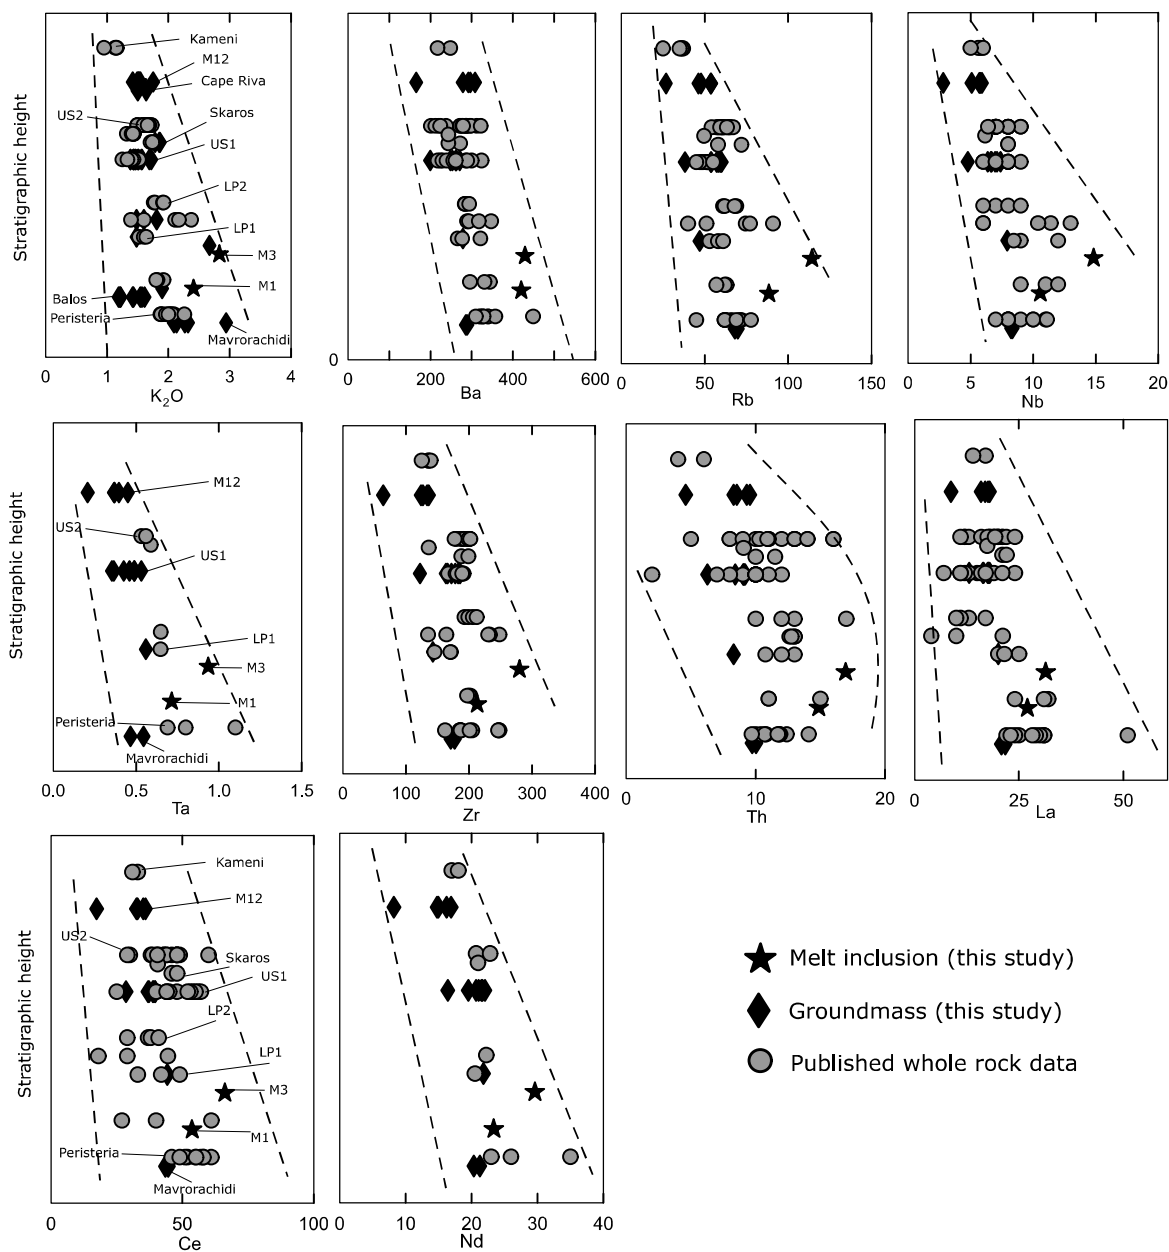 Stratigraphic height
Kameni
M12
Cape Riva
US2
Skaros
US1
LP2
LP1
M3
M1
Balos
Peristeria
Mavrorachidi
0 1 2 3 4
K2O
0
0 200 400 600
Ba
0 50 100 150
Rb
0 5 10 15 20
Nb
Stratigraphic height
M12
US2
US1
LP1
M3
M1
Peristeria
Mavrorachidi
0.0 0.5 1.0 1.5
Ta
0 100 200 300 400
Zr
0 10 20
Th
0 25 50
La
Stratigraphic height
Kameni
M12
US2
Skaros
US1
LP2
LP1
M3
M1
Peristeria
Mavrorachidi
0 50 100
Ce
0 10 20 30 40
Nd
Melt inclusion (this study)
Groundmass (this study)
Published whole rock data